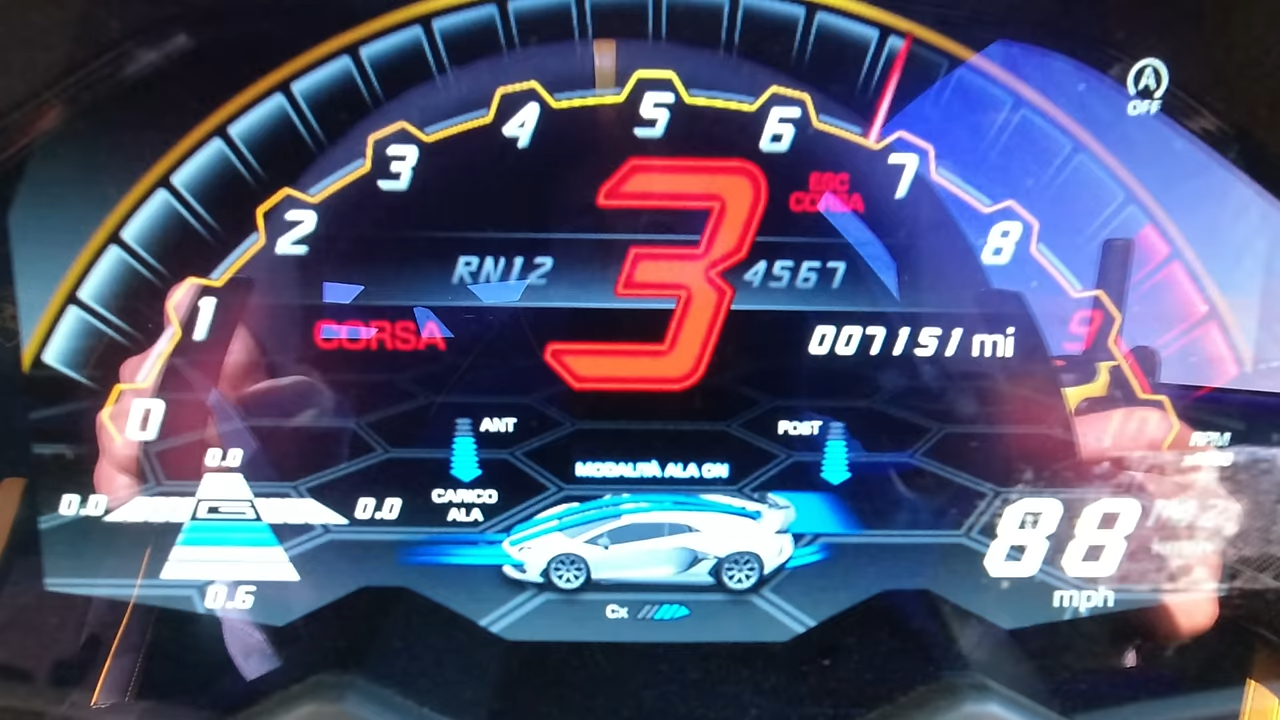 A
OFF
0
1
2
3
4
5
6
7
8
9
3
ESC
CORSA
RN12
4567
CORSA
007151 mi
ANT
POST
MODALITÀ ALA ON
CARICO
ALA
0.0
0.0
G
0.0
0.6
Cx
RPM
88
mph